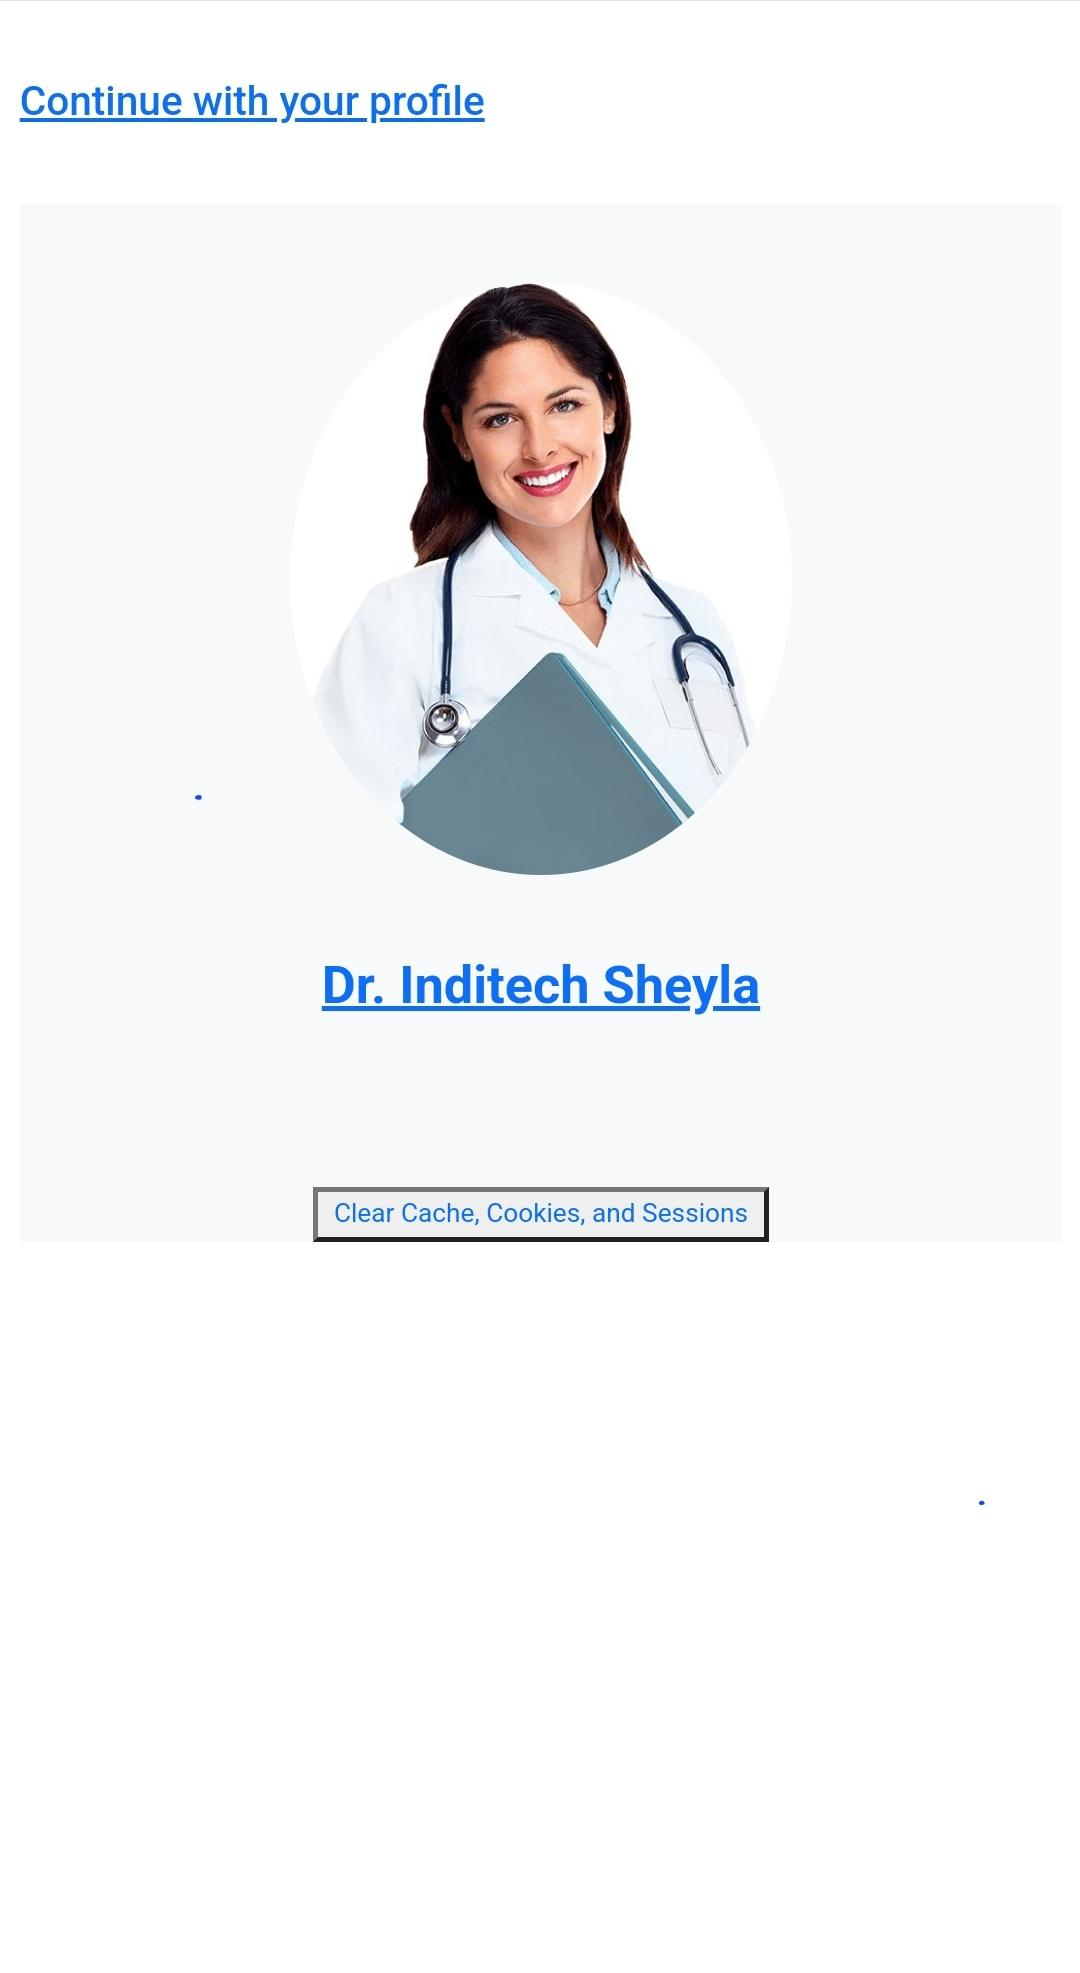 Continue with your profile
Dr. Inditech Sheyla
Clear Cache, Cookies, and Sessions